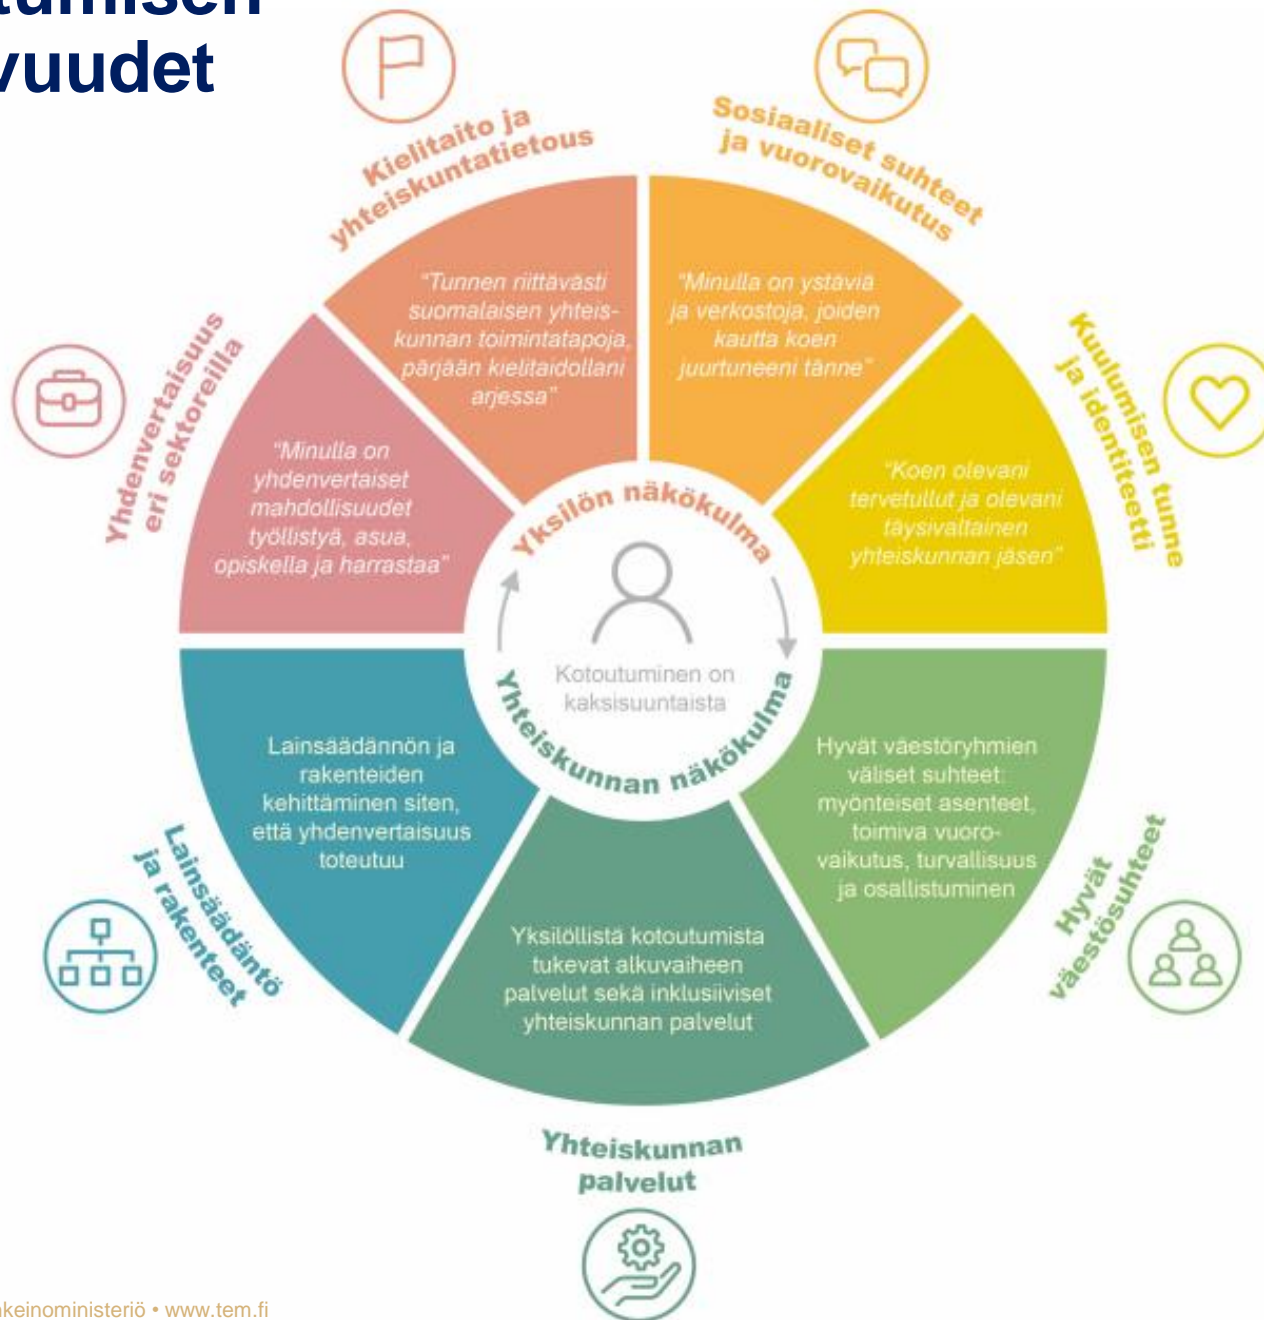 tumisen
vuudet
Kielitaito ja
yhteiskuntatietous
Sosiaaliset suhteet
ja vuorovaikutus
Kuulumisen tunne
ja identiteetti
Yhdenvertaisuus
eri sektoreilla
"Tunnen riittävästi
suomalaisen yhteis-
kunnan toimintatapoja,
pärjään kielitaidollani
arjessa"
"Minulla on ystäviä
ja verkostoja, joiden
kautta koen
juurtuneeni tänne"
"Minulla on
yhdenvertaiset
mahdollisuudet
työllistyä, asua,
opiskella ja harrastaa"
"Koen olevani
tervetullut ja olevani
täysivaltainen
yhteiskunnan jäsen"
Yksilön näkökulma
Kotoutuminen on
kaksisuuntaista
Yhteiskunnan näkökulma
Lainsäädännön ja
rakenteiden
kehittäminen siten,
että yhdenvertaisuus
toteutuu
Hyvät väestöryhmien
väliset suhteet:
myönteiset asenteet,
toimiva vuoro-
vaikutus, turvallisuus
ja osallistuminen
Yksilöllistä kotoutumista
tukevat alkuvaiheen
palvelut sekä inklusiiviset
yhteiskunnan palvelut
Lainsäädäntö
ja rakenteet
Hyvät
väestösuhteet
Yhteiskunnan
palvelut
keinoministeriö • www.tem.fi